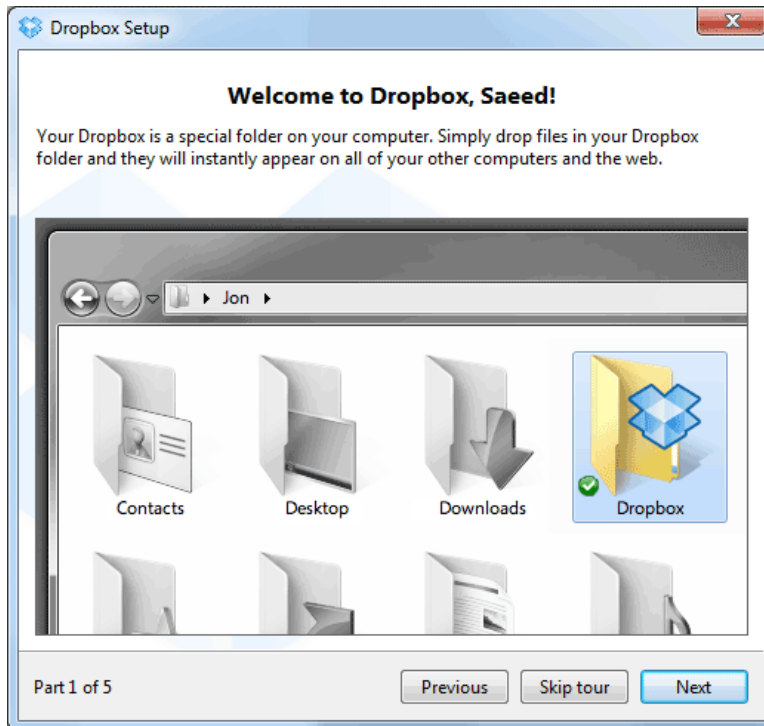 Dropbox Setup
X
Welcome to Dropbox, Saeed!
Your Dropbox is a special folder on your computer. Simply drop files in your Dropbox
folder and they will instantly appear on all of your other computers and the web.
Jon
Contacts Desktop Downloads Dropbox
Part 1 of 5 Previous Skip tour Next